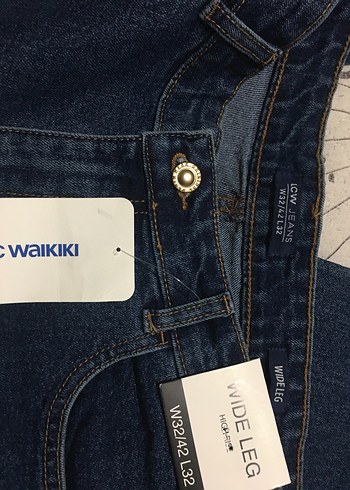 C WAIKIKI
LCW JEANS
W32/42 L32
WIDE LEG
WIDE LEG
HIGH RISE
W32/42 L32